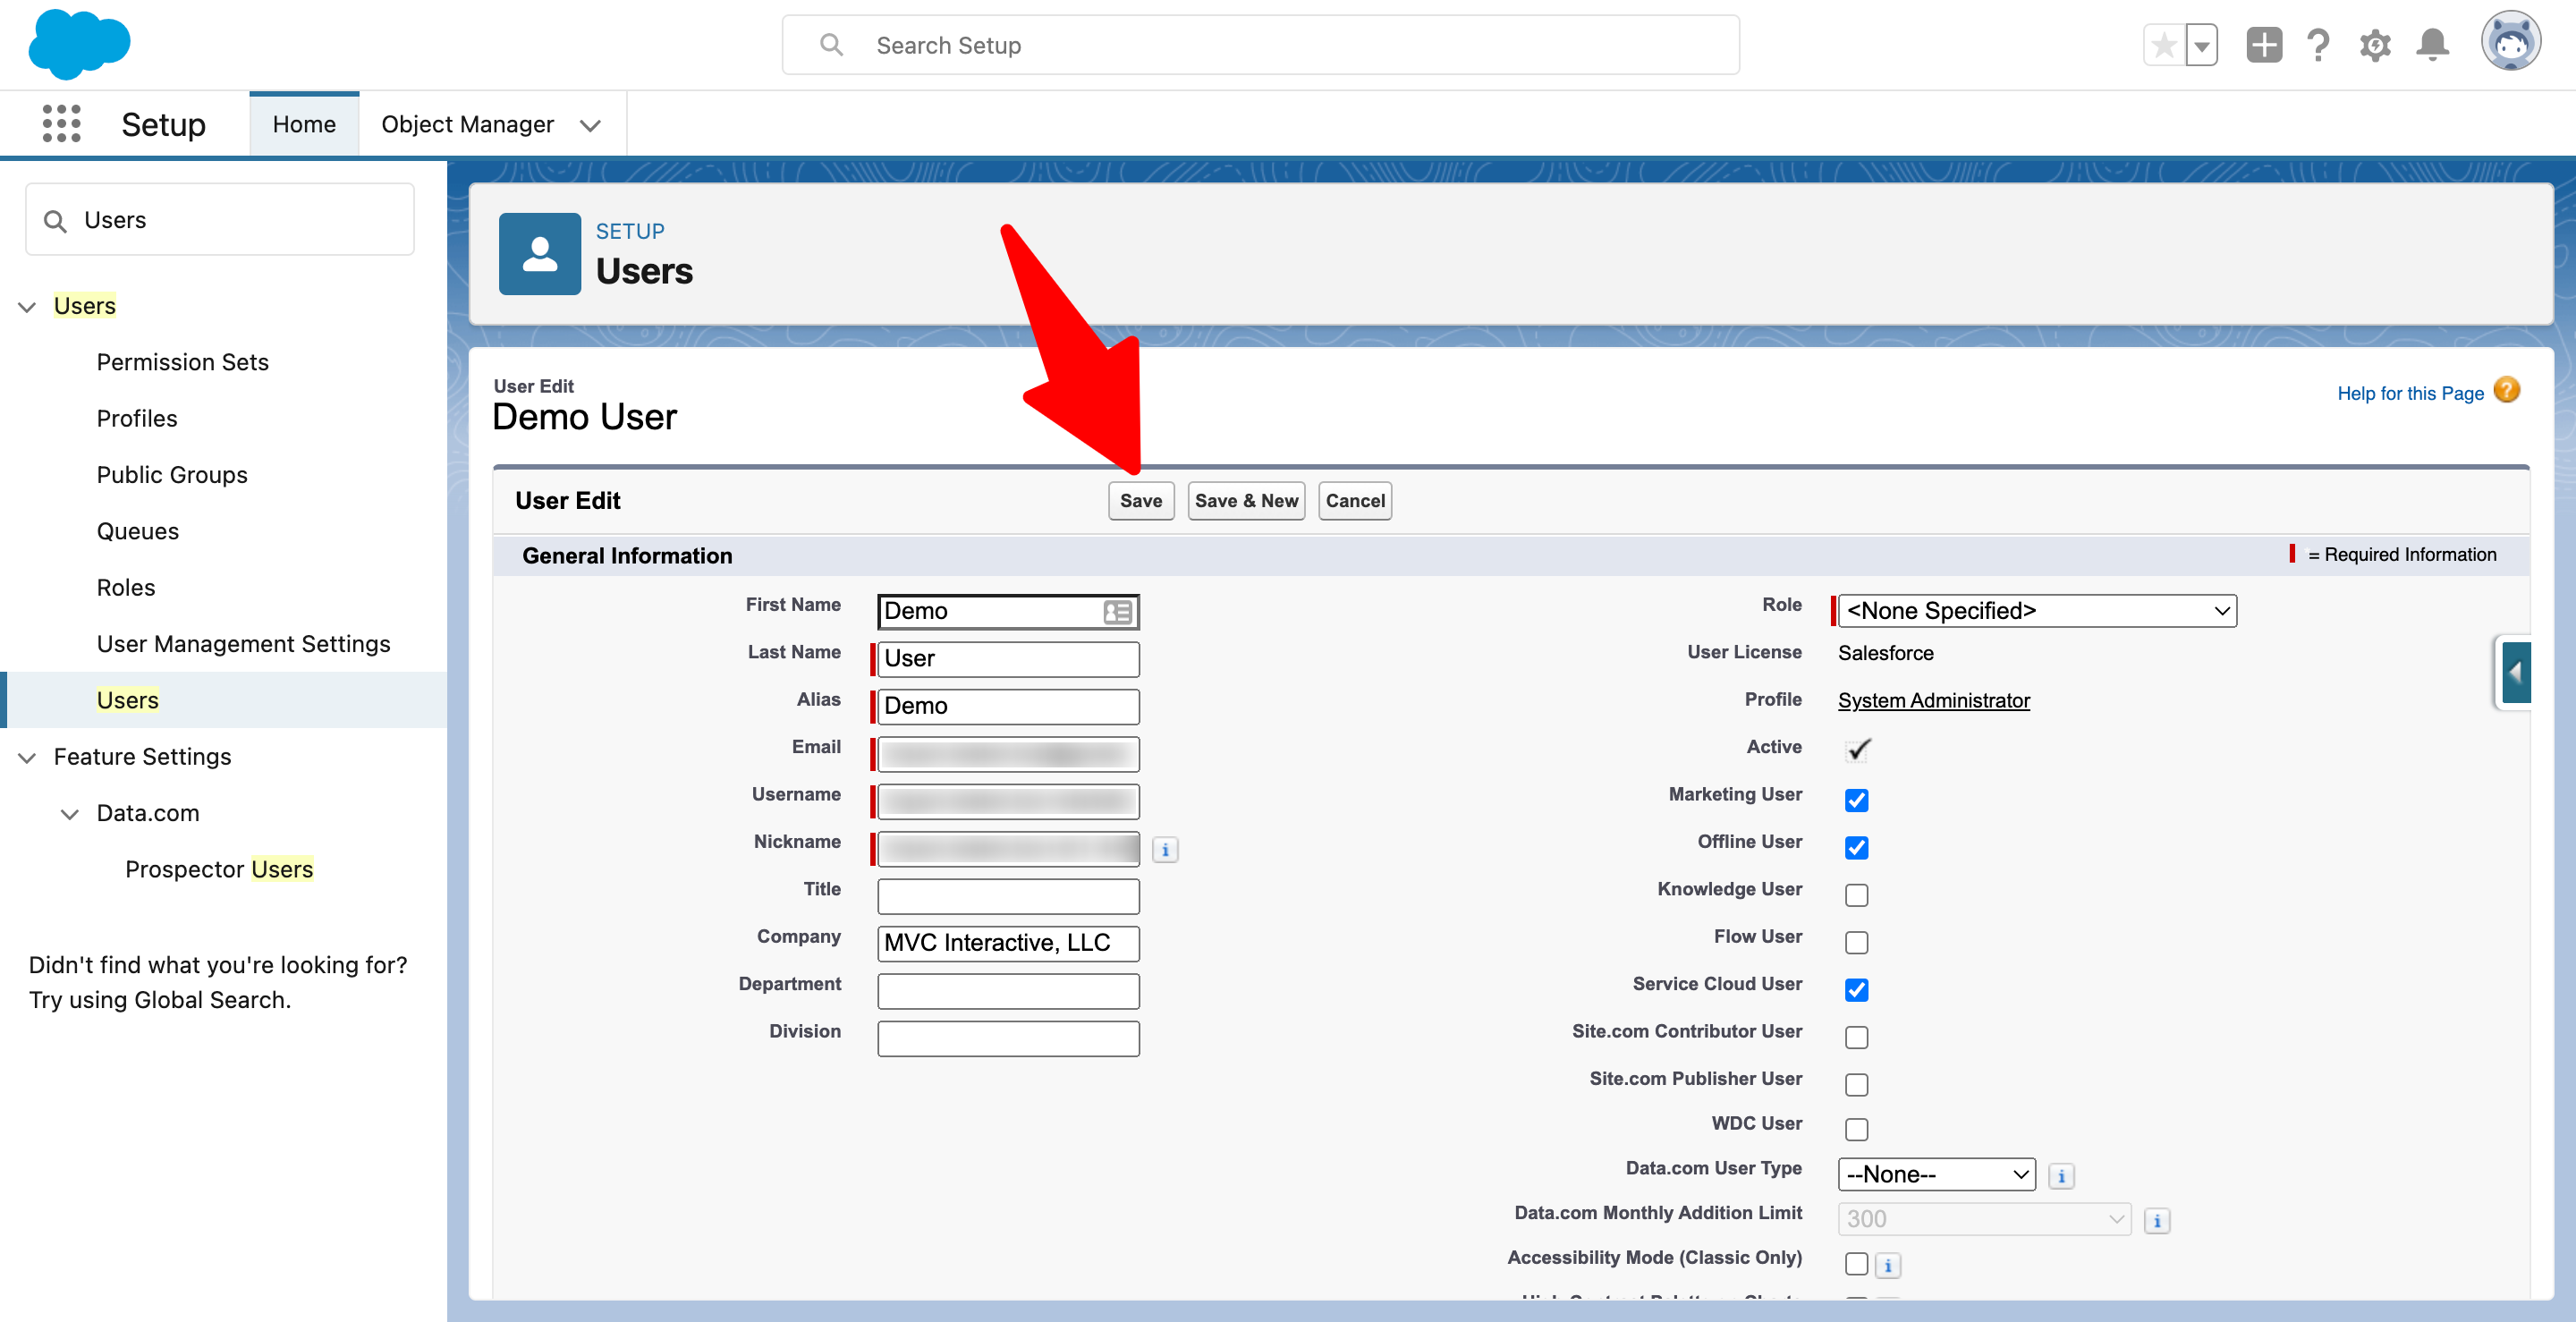 Search Setup
Setup
Home
Object Manager
Users
Users
Permission Sets
Profiles
Public Groups
Queues
Roles
User Management Settings
Users
Feature Settings
Data.com
Prospector Users
Didn't find what you're looking for?
Try using Global Search.
SETUP
Users
User Edit
Demo User
Help for this Page
User Edit
Save
Save & New
Cancel
General Information
= Required Information
First Name
Demo
Last Name
User
Alias
Demo
Email
Username
Nickname
Title
Company
MVC Interactive, LLC
Department
Division
Role
<None Specified>
User License
Salesforce
Profile
System Administrator
Active
Marketing User
Offline User
Knowledge User
Flow User
Service Cloud User
Site.com Contributor User
Site.com Publisher User
WDC User
Data.com User Type
--None--
Data.com Monthly Addition Limit
300
Accessibility Mode (Classic Only)